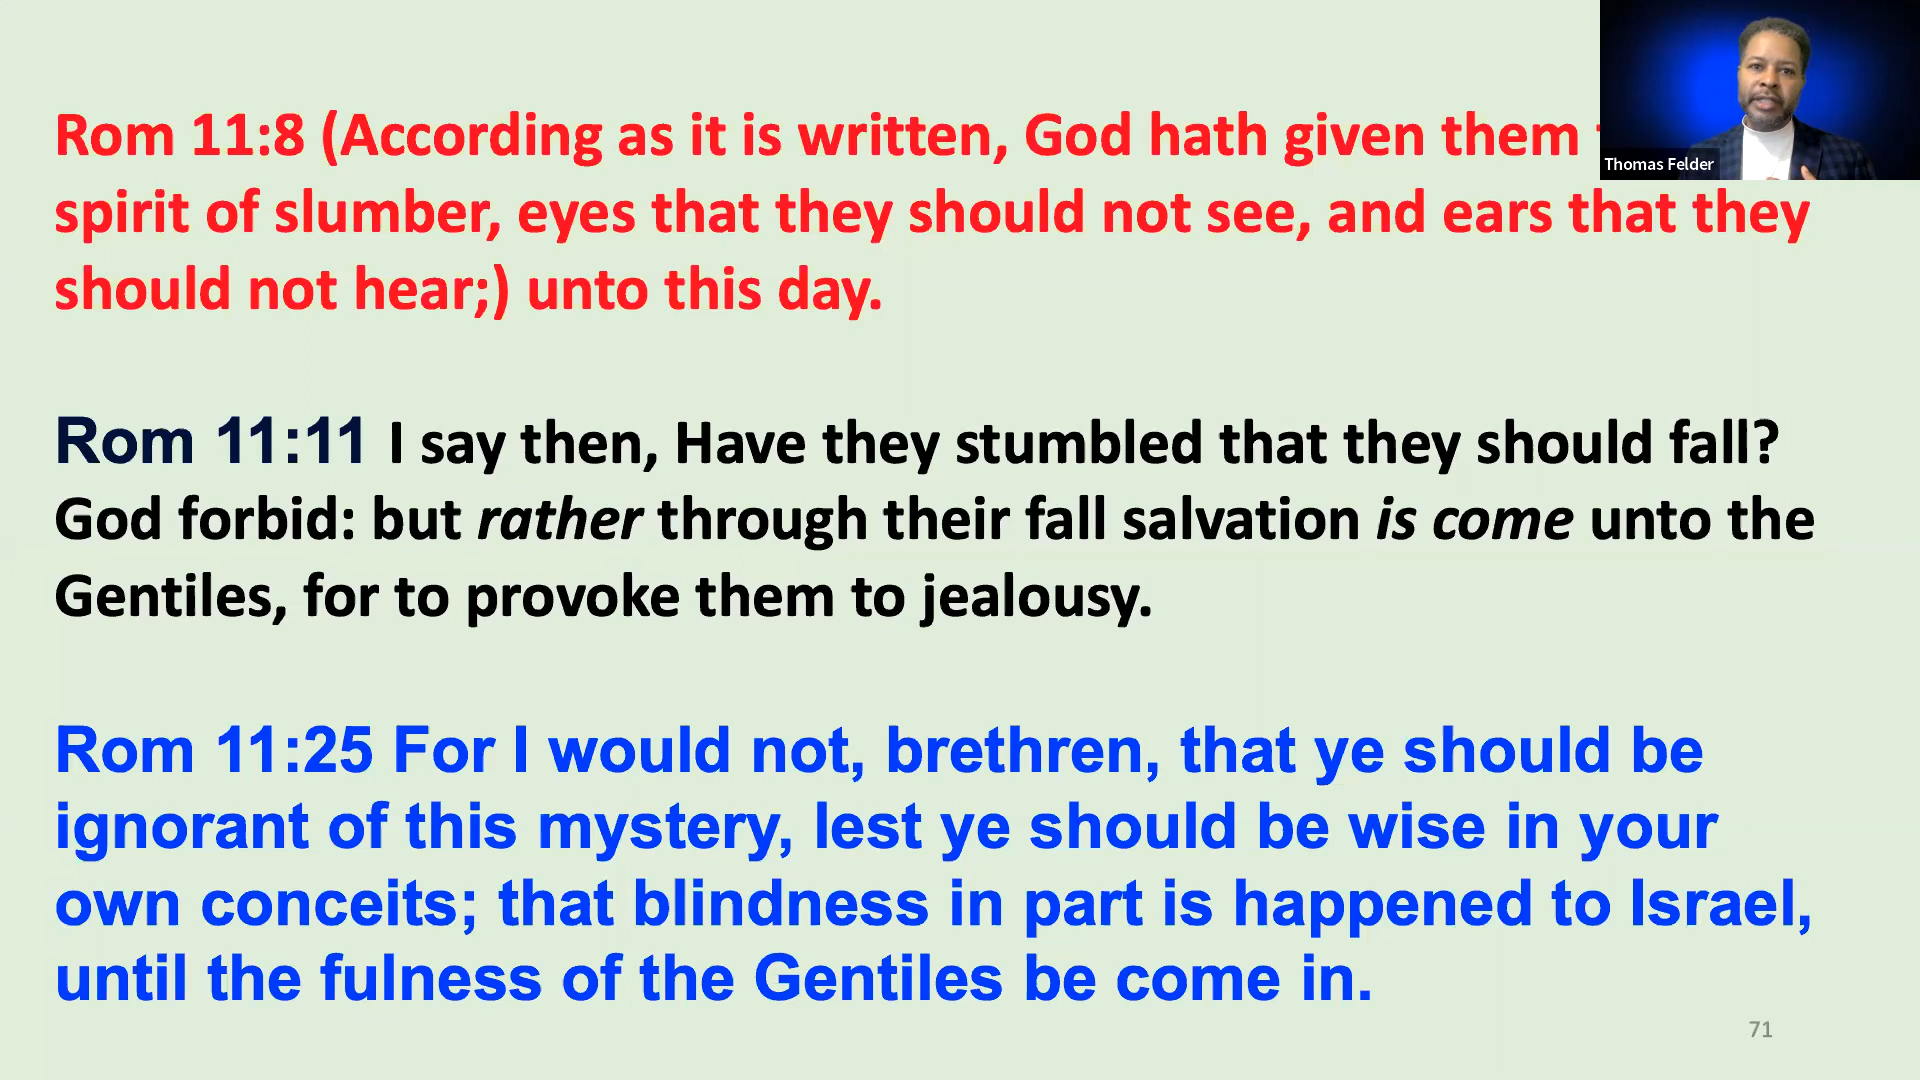 Rom 11:8 (According as it is written, God hath given them
spirit of slumber, eyes that they should not see, and ears that they
should not hear;) unto this day.
Rom 11:11 I say then, Have they stumbled that they should fall?
God forbid: but rather through their fall salvation is come unto the
Gentiles, for to provoke them to jealousy.
Rom 11:25 For I would not, brethren, that ye should be
ignorant of this mystery, lest ye should be wise in your
own conceits; that blindness in part is happened to Israel,
until the fulness of the Gentiles be come in.
71
Thomas Felder